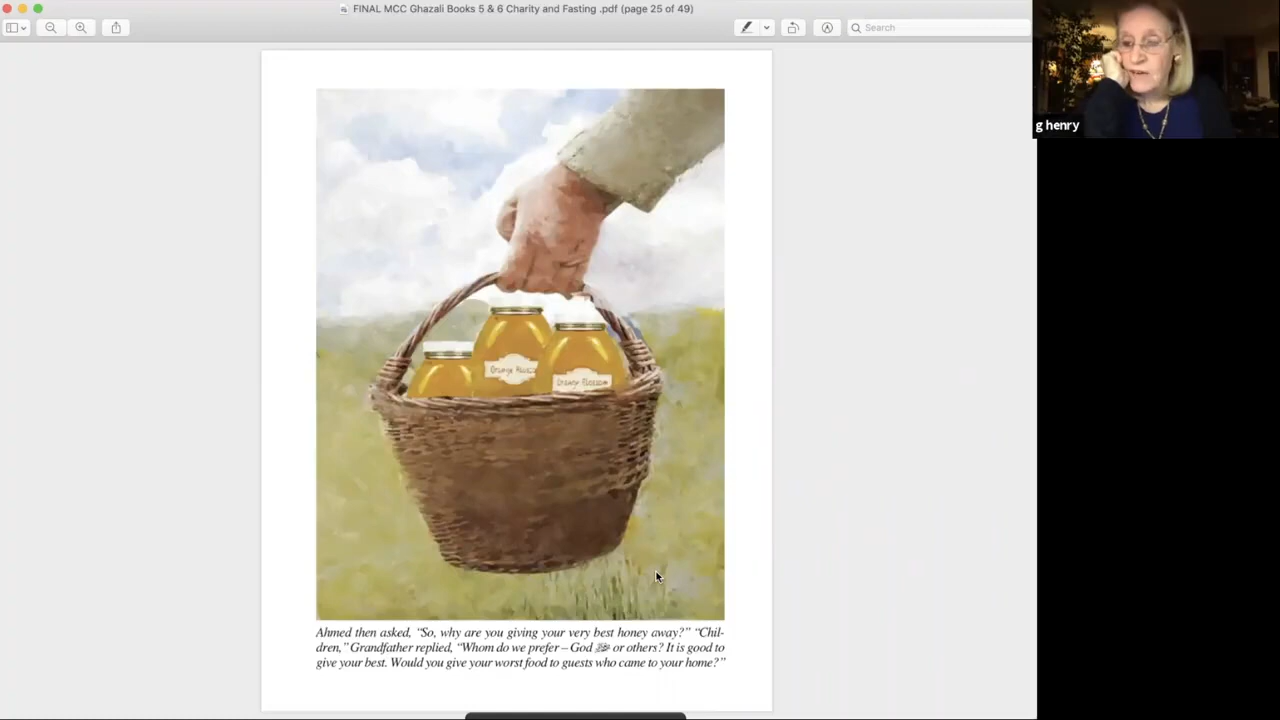 FINAL MCC Ghazali Books 5 & 6 Charity and Fasting .pdf (page 25 of 49)
Search
g henry
Orange Blossom
Ahmed then asked, “So, why are you giving your very best honey away?” “Chil-
dren,” Grandfather replied, “Whom do we prefer – God ﷻ or others? It is good to
give your best. Would you give your worst food to guests who came to your home?”